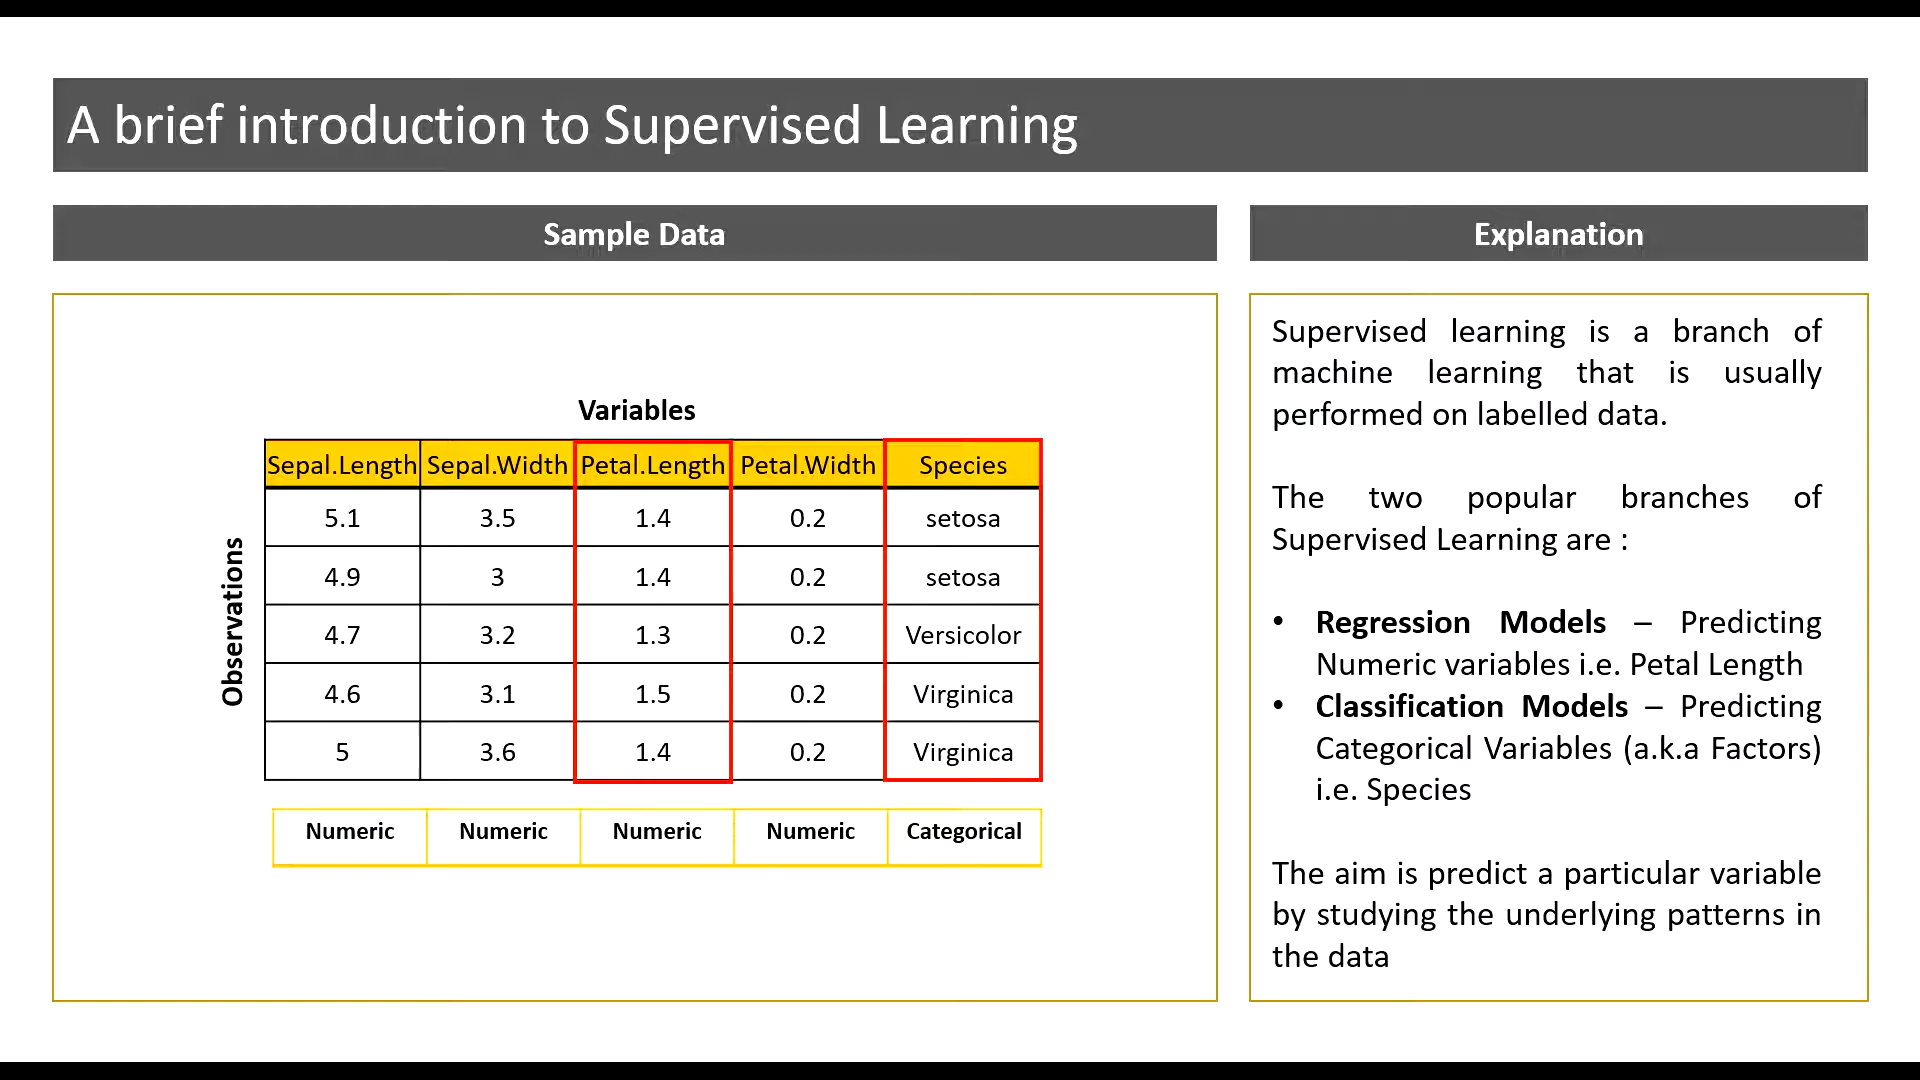 A brief introduction to Supervised Learning
Sample Data
Variables
Sepal.Length Sepal.Width Petal.Length Petal.Width Species
5.1 3.5 1.4 0.2 setosa
4.9 3 1.4 0.2 setosa
4.7 3.2 1.3 0.2 Versicolor
4.6 3.1 1.5 0.2 Virginica
5 3.6 1.4 0.2 Virginica
Observations
Numeric Numeric Numeric Numeric Categorical
Explanation
Supervised learning is a branch of
machine learning that is usually
performed on labelled data.
The two popular branches of
Supervised Learning are :
• Regression Models – Predicting
Numeric variables i.e. Petal Length
• Classification Models – Predicting
Categorical Variables (a.k.a Factors)
i.e. Species
The aim is predict a particular variable
by studying the underlying patterns in
the data